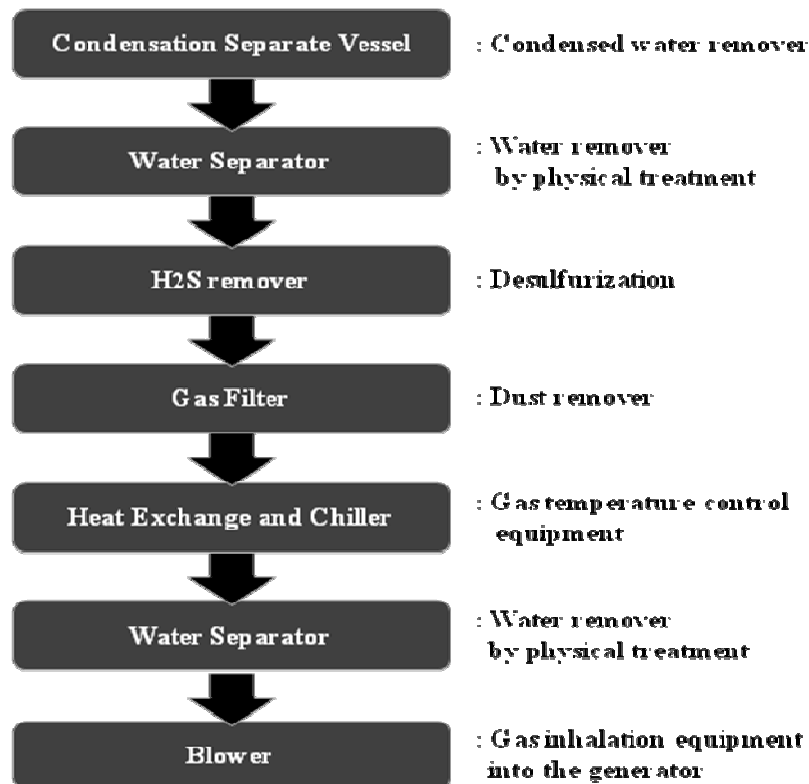 Condensation Separate Vessel : Condensed water remover
Water Separator : Water remover
by physical treatment
H2S remover : Desulfurization
Gas Filter : Dust remover
Heat Exchange and Chiller : Gas temperature control
equipment
Water Separator : Water remover
by physical treatment
Blower : Gas inhalation equipment
into the generator